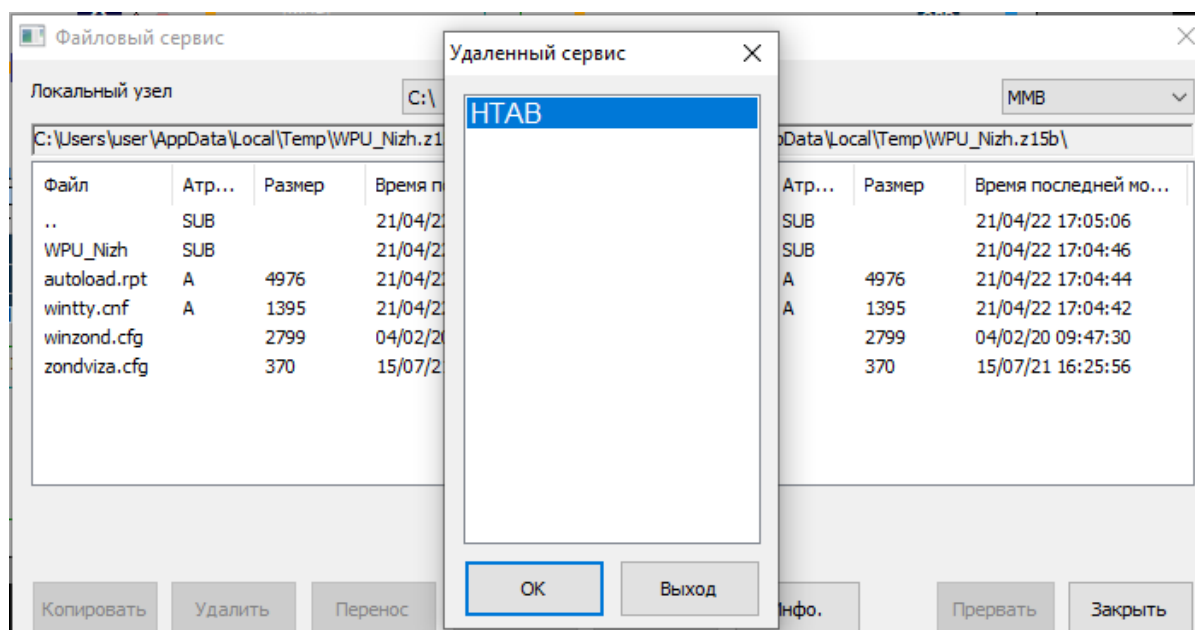 Файловый сервис
Удаленный сервис
Локальный узел
C:\
MMB
HTAB
C:\Users\user\AppData\Local\Temp\WPU_Nizh.z1
Data\Local\Temp\WPU_Nizh.z15b\
Файл Атр... Размер Время Атр... Размер Время последней мо...
.. SUB 21/04/2 SUB 21/04/22 17:05:06
WPU_Nizh SUB 21/04/2 SUB 21/04/22 17:04:46
autoload.rpt A 4976 21/04/2 A 4976 21/04/22 17:04:44
wintty.cnf A 1395 21/04/2 A 1395 21/04/22 17:04:42
winzond.cfg 2799 04/02/2 2799 04/02/20 09:47:30
zondviza.cfg 370 15/07/2 370 15/07/21 16:25:56
OK
Выход
Копировать Удалить Перенос Инфо. Прервать Закрыть